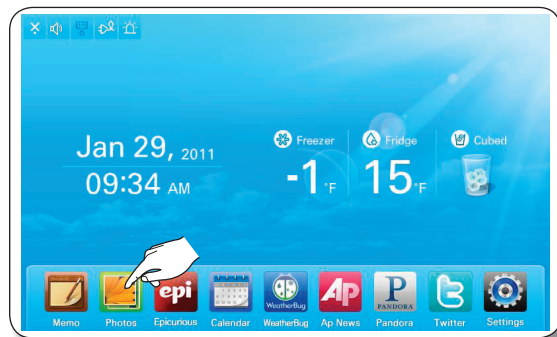 Freezer Fridge Cubed
Jan 29, 2011
-1 °F 15 °F
09:34 AM
epi AP P
WeatherBug PANDORA
Memo Photos Epicurious Calendar WeatherBug Ap News Pandora Twitter Settings